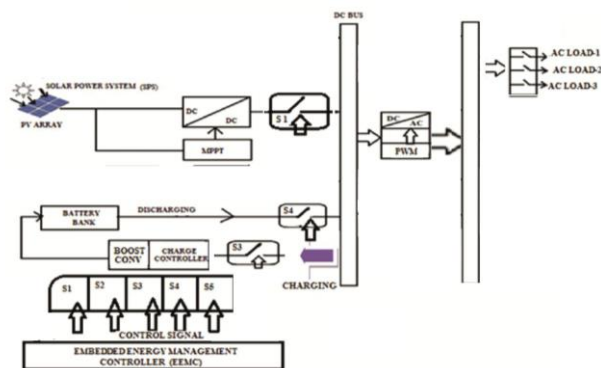 DC BUS
SOLAR POWER SYSTEM (SPS)
PV ARRAY
DC
DC
MPPT
S1
DC
AC
PWM
AC LOAD-1
AC LOAD-2
AC LOAD-3
BATTERY
BANK
DISCHARGING
S4
BOOST
CONV
CHARGE
CONTROLLER
S3
CHARGING
S1 S2 S3 S4 S5
CONTROL SIGNAL
EMBEDDED ENERGY MANAGEMENT
CONTROLLER (EEMC)